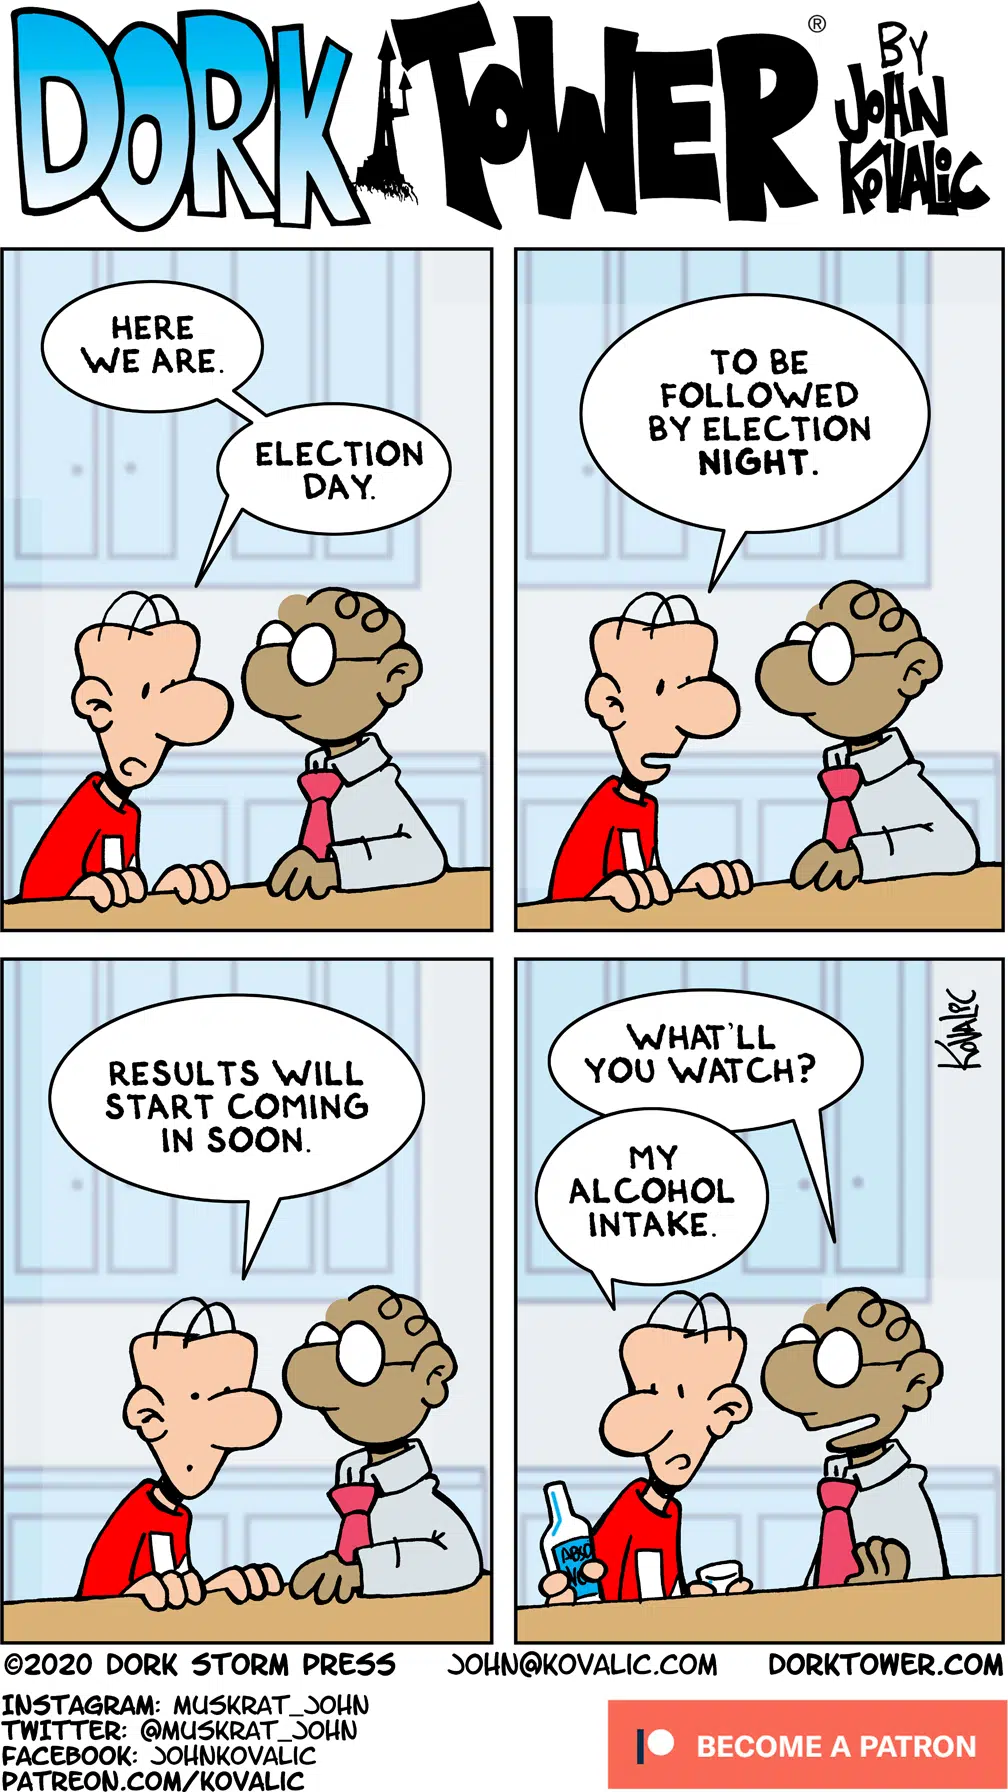 DORK TOWER ®
BY
JOHN
KOVALIC
HERE
WE ARE.
ELECTION
DAY.
TO BE
FOLLOWED
BY ELECTION
NIGHT.
RESULTS WILL
START COMING
IN SOON.
WHAT'LL
YOU WATCH?
MY
ALCOHOL
INTAKE.
KOVALIC
ABSO
©2020 DORK STORM PRESS JOHN@KOVALIC.COM DORKTOWER.COM
INSTAGRAM: MUSKRAT_JOHN
TWITTER: @MUSKRAT_JOHN
FACEBOOK: JOHNKOVALIC
PATREON.COM/KOVALIC
BECOME A PATRON